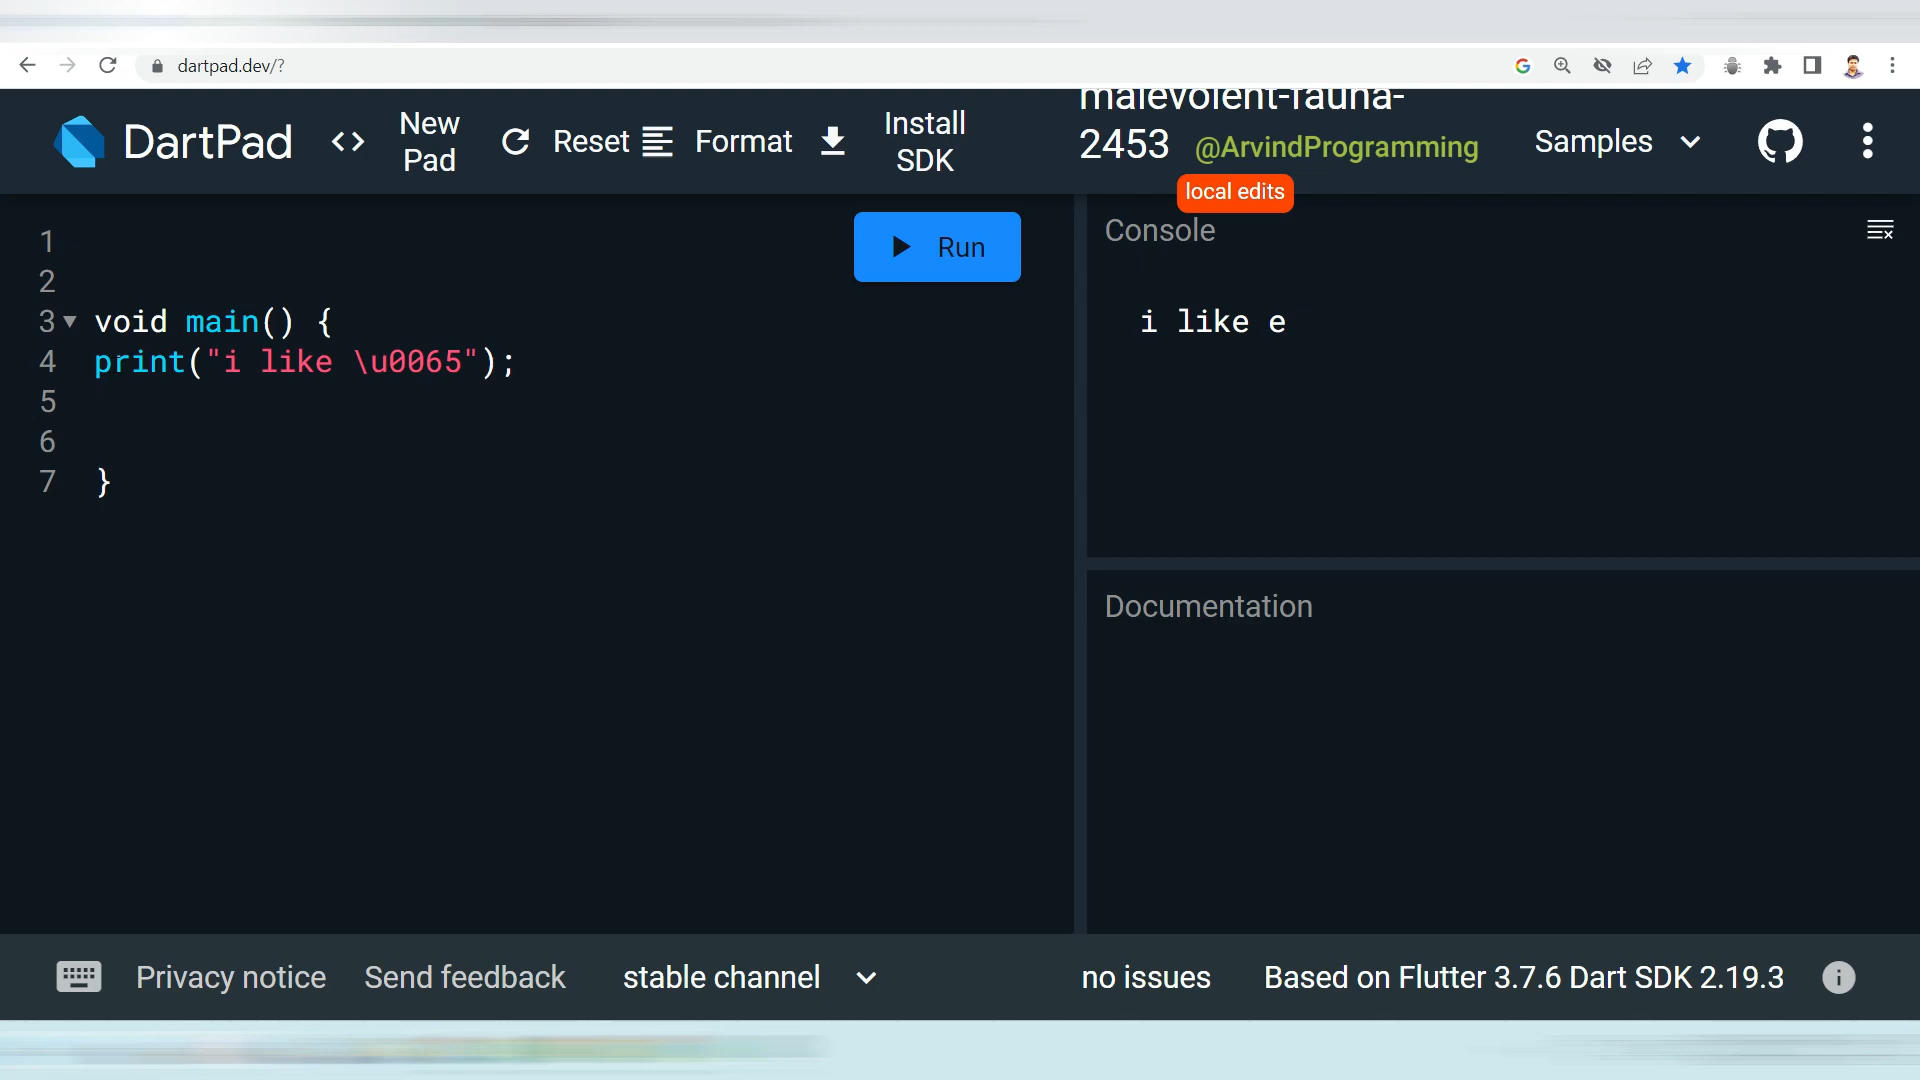 dartpad.dev/?
DartPad
<>
New
Pad
Reset
Format
Install
SDK
malevolent-fauna-
2453
@ArvindProgramming
local edits
Samples
Run
1
2
3 void main() {
4 print("i like \u0065");
5
6
7 }
Console
i like e
Documentation
Privacy notice
Send feedback
stable channel
no issues
Based on Flutter 3.7.6 Dart SDK 2.19.3